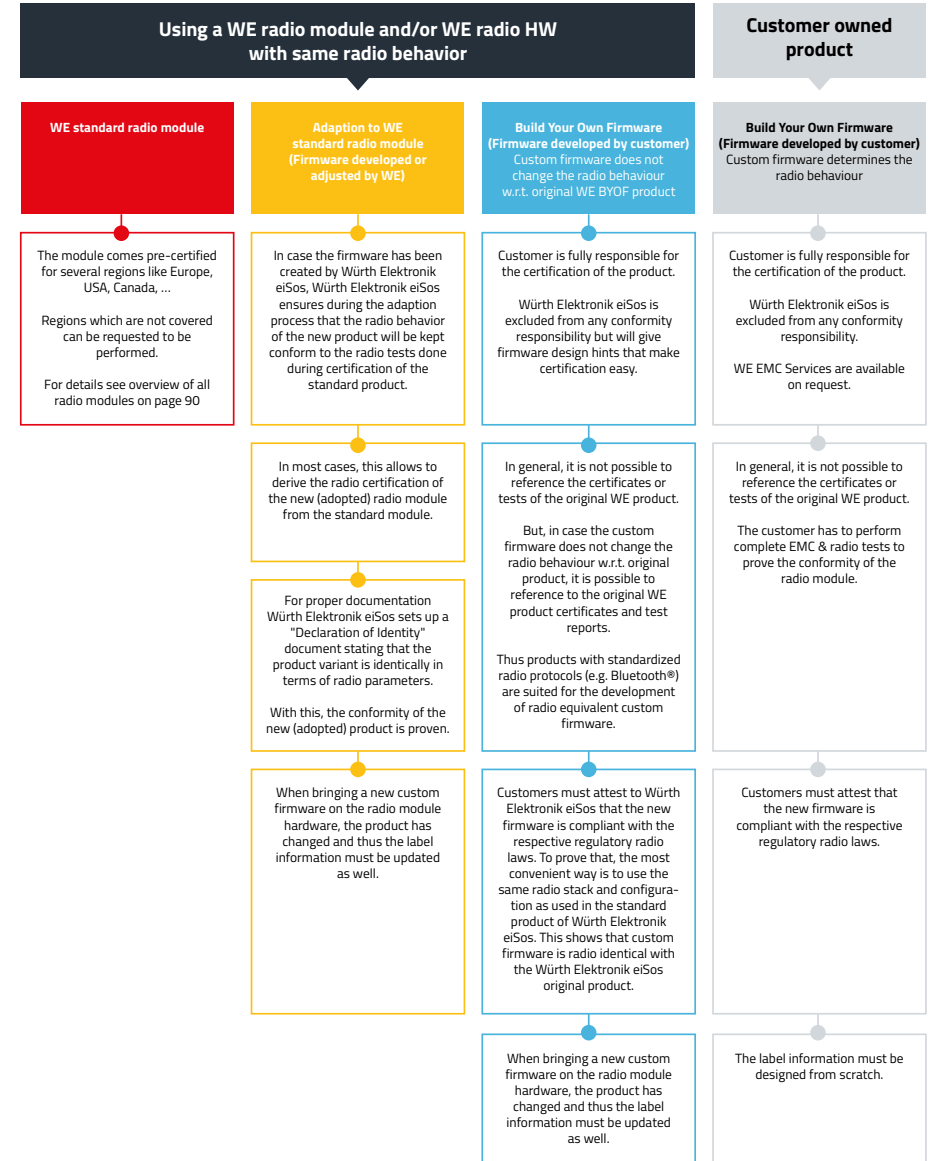 Using a WE radio module and/or WE radio HW
with same radio behavior
Customer owned
product
WE standard radio module
The module comes pre-certified
for several regions like Europe,
USA, Canada, ...
Regions which are not covered
can be requested to be
performed.
For details see overview of all
radio modules on page 90
Adaption to WE
standard radio module
(Firmware developed or
adjusted by WE)
In case the firmware has been
created by Würth Elektronik
eiSos, Würth Elektronik eiSos
ensures during the adaption
process that the radio behavior
of the new product will be kept
conform to the radio tests done
during certification of the
standard product.
In most cases, this allows to
derive the radio certification of
the new (adopted) radio module
from the standard module.
For proper documentation
Würth Elektronik eiSos sets up a
"Declaration of Identity"
document stating that the
product variant is identically in
terms of radio parameters.
With this, the conformity of the
new (adopted) product is proven.
When bringing a new custom
firmware on the radio module
hardware, the product has
changed and thus the label
information must be updated
as well.
Build Your Own Firmware
(Firmware developed by customer)
Custom firmware does not
change the radio behaviour
w.r.t. original WE BYOF product
Customer is fully responsible for
the certification of the product.
Würth Elektronik eiSos is
excluded from any conformity
responsibility but will give
firmware design hints that make
certification easy.
In general, it is not possible to
reference the certificates or
tests of the original WE product.
But, in case the custom
firmware does not change the
radio behaviour w.r.t. original
product, it is possible to
reference to the original WE
product certificates and test
reports.
Thus products with standardized
radio protocols (e.g. Bluetooth®)
are suited for the development
of radio equivalent custom
firmware.
Customers must attest to Würth
Elektronik eiSos that the new
firmware is compliant with the
respective regulatory radio
laws. To prove that, the most
convenient way is to use the
same radio stack and configura-
tion as used in the standard
product of Würth Elektronik
eiSos. This shows that custom
firmware is radio identical with
the Würth Elektronik eiSos
original product.
When bringing a new custom
firmware on the radio module
hardware, the product has
changed and thus the label
information must be updated
as well.
Build Your Own Firmware
(Firmware developed by customer)
Custom firmware determines the
radio behaviour
Customer is fully responsible for
the certification of the product.
Würth Elektronik eiSos is
excluded from any conformity
responsibility.
WE EMC Services are available
on request.
In general, it is not possible to
reference the certificates or
tests of the original WE product.
The customer has to perform
complete EMC & radio tests to
prove the conformity of the
radio module.
Customers must attest that
the new firmware is
compliant with the respective
regulatory radio laws.
The label information must be
designed from scratch.